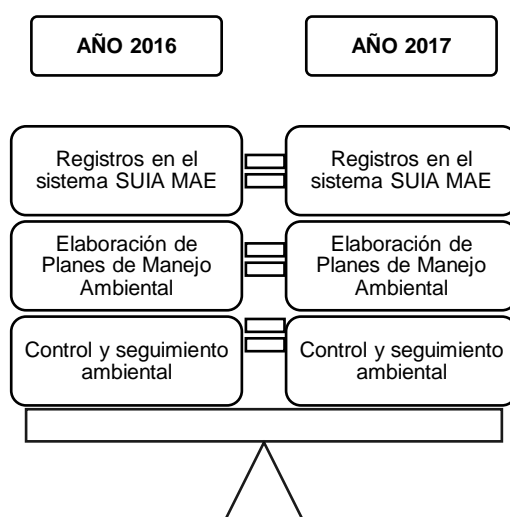 AÑO 2016
AÑO 2017
Registros en el
sistema SUIA MAE
Registros en el
sistema SUIA MAE
Elaboración de
Planes de Manejo
Ambiental
Elaboración de
Planes de Manejo
Ambiental
Control y seguimiento
ambiental
Control y seguimiento
ambiental